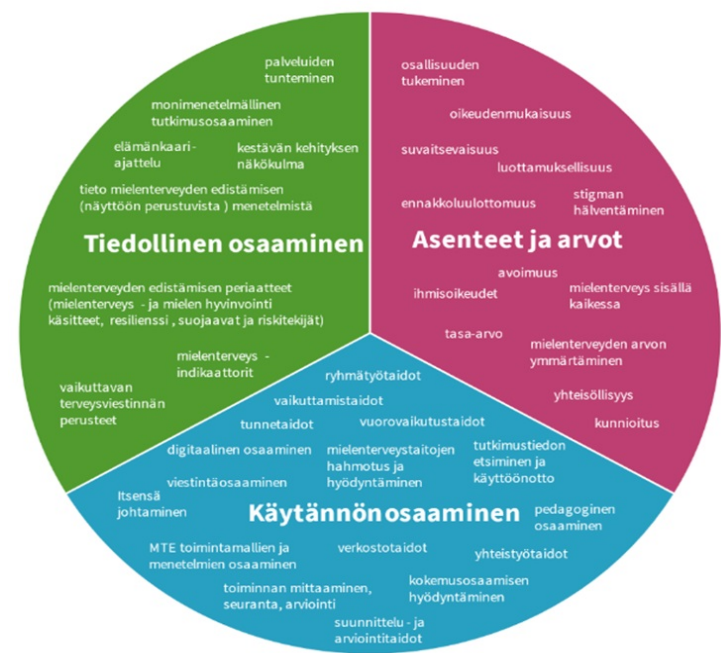 palveluiden
tunteminen
monimenetelmällinen
tutkimusosaaminen
elämänkaari-
ajattelu
kestävän kehityksen
näkökulma
tieto mielenterveyden edistämisen
(näyttöön perustuvista ) menetelmistä
Tiedollinen osaaminen
mielenterveyden edistämisen periaatteet
(mielenterveys - ja mielen hyvinvointi
käsitteet, resilienssi , suojaavat ja riskitekijät)
mielenterveys -
indikaattorit
vaikuttavan
terveysviestinnän
perusteet
osallisuuden
tukeminen
oikeudenmukaisuus
suvaitsevaisuus
luottamuksellisuus
ennakkoluulottomuus
stigman
hälventäminen
Asenteet ja arvot
avoimuus
ihmisoikeudet
mielenterveys sisällä
kaikessa
tasa-arvo
mielenterveyden arvon
ymmärtäminen
yhteisöllisyys
kunnioitus
ryhmätyötaidot
vaikuttamistaidot
tunnetaidot
vuorovaikutustaidot
digitaalinen osaaminen
mielenterveystaitojen
hahmotus ja
hyödyntäminen
tutkimustiedon
etsiminen ja
käyttöönotto
viestintäosaaminen
Itsensä
johtaminen
Käytännön osaaminen
pedagoginen
osaaminen
MTE toimintamallien ja
menetelmien osaaminen
verkostotaidot
yhteistyötaidot
toiminnan mittaaminen,
seuranta, arviointi
kokemusosaamisen
hyödyntäminen
suunnittelu - ja
arviointitaidot